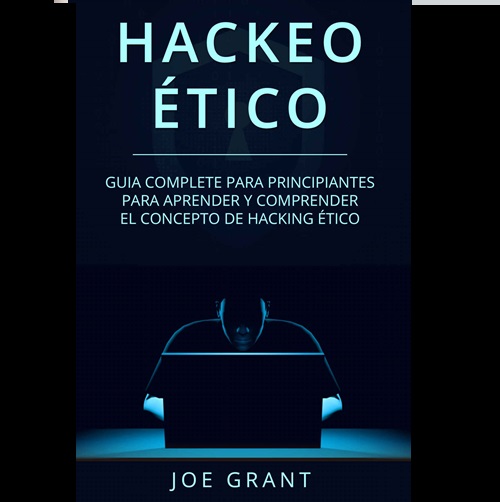 HACKEO
ÉTICO
GUIA COMPLETE PARA PRINCIPIANTES
PARA APRENDER Y COMPRENDER
EL CONCEPTO DE HACKING ÉTICO
JOE GRANT